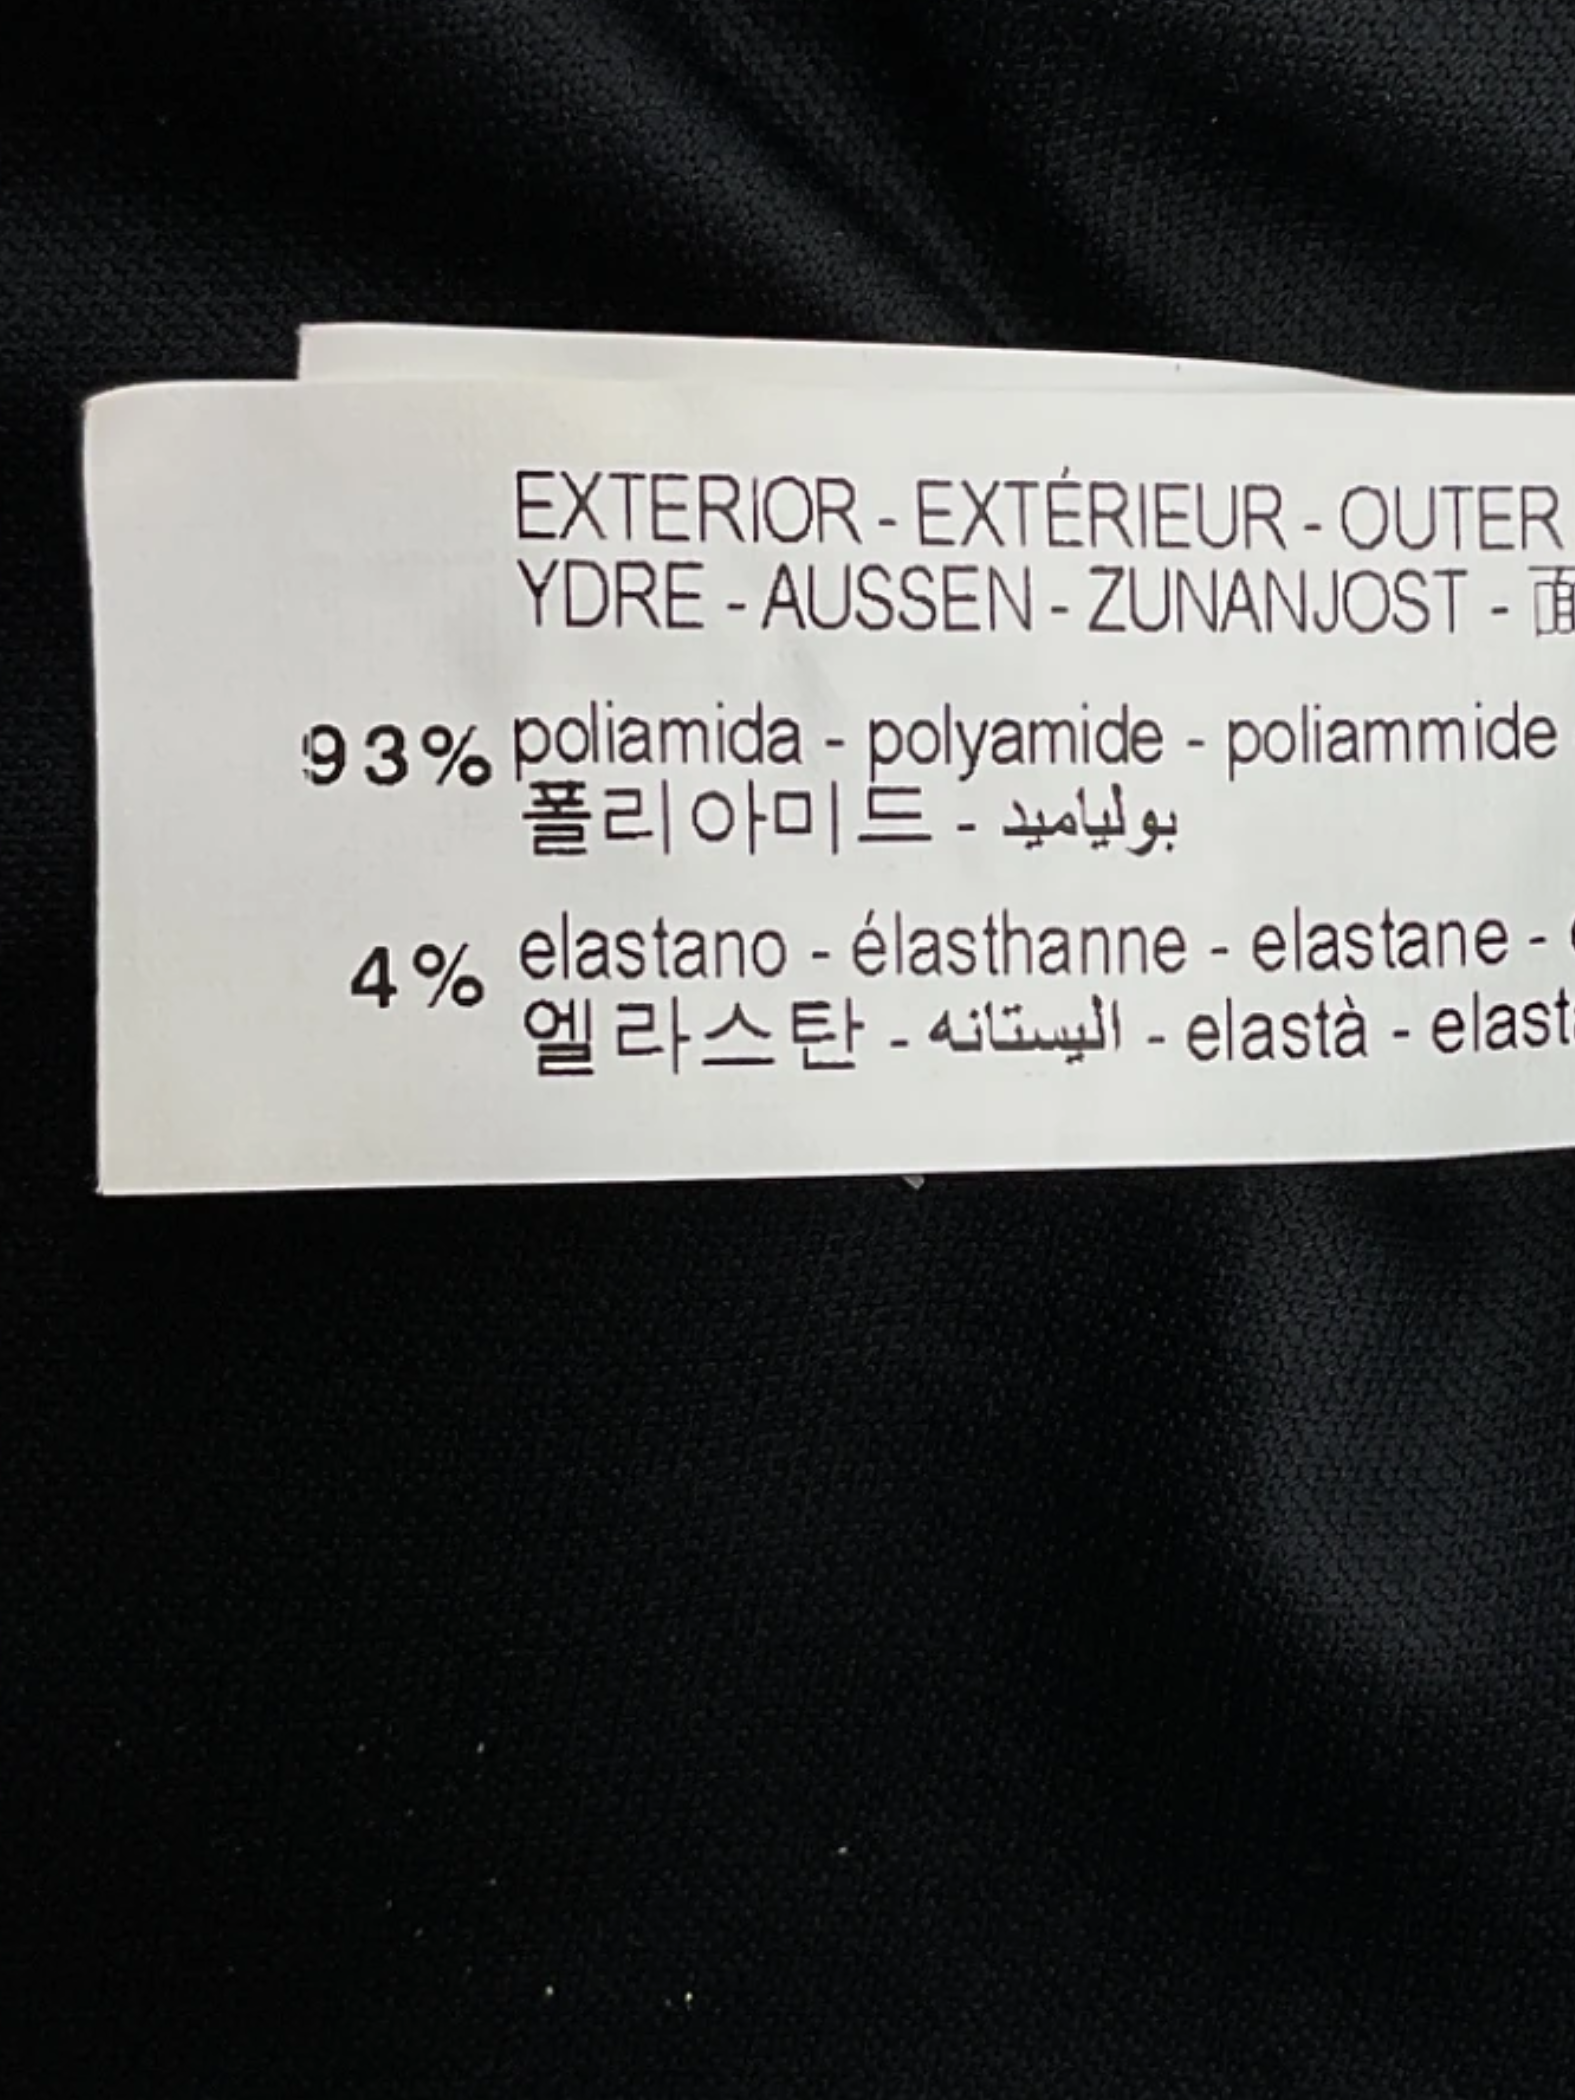 EXTERIOR - EXTÉRIEUR - OUTER
YDRE - AUSSEN - ZUNANJOST - 面
93% poliamida - polyamide - poliammide
폴리아미드 - بولياميد
4% elastano - élasthanne - elastane -
엘라스탄 - اليستانه - elastà -